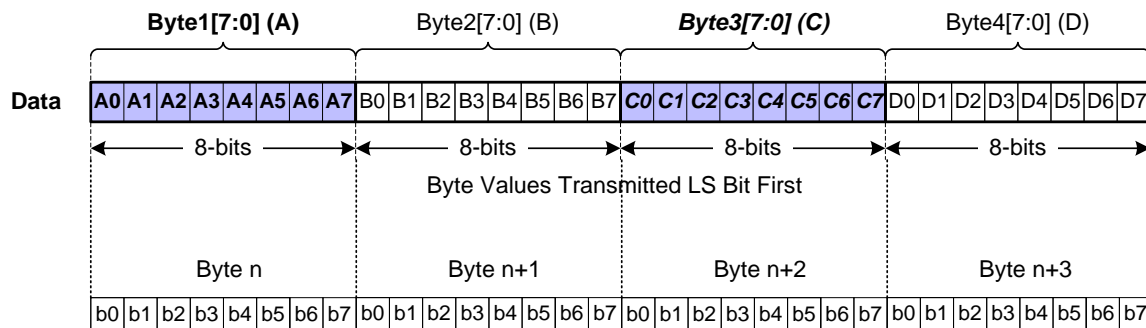 Byte1[7:0] (A) Byte2[7:0] (B) Byte3[7:0] (C) Byte4[7:0] (D)
Data A0 A1 A2 A3 A4 A5 A6 A7 B0 B1 B2 B3 B4 B5 B6 B7 C0 C1 C2 C3 C4 C5 C6 C7 D0 D1 D2 D3 D4 D5 D6 D7
8-bits 8-bits 8-bits 8-bits
Byte Values Transmitted LS Bit First
Byte n Byte n+1 Byte n+2 Byte n+3
b0 b1 b2 b3 b4 b5 b6 b7 b0 b1 b2 b3 b4 b5 b6 b7 b0 b1 b2 b3 b4 b5 b6 b7 b0 b1 b2 b3 b4 b5 b6 b7